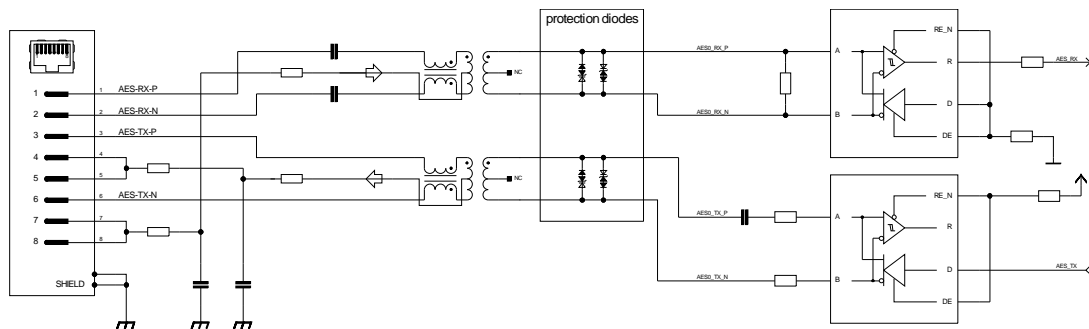 protection diodes
AES0_RX_P
A
RE_N
R
AES_RX
NC
1 1 AES-RX-P
2 2 AES-RX-N
AES0_RX_N
B
D
3 3 AES-TX-P
DE
4 4
5 5
NC
6 6 AES-TX-N
RE_N
7 7
AES0_TX_P
A
R
8 8
AES0_TX_N
B
D
AES_TX
SHIELD
DE